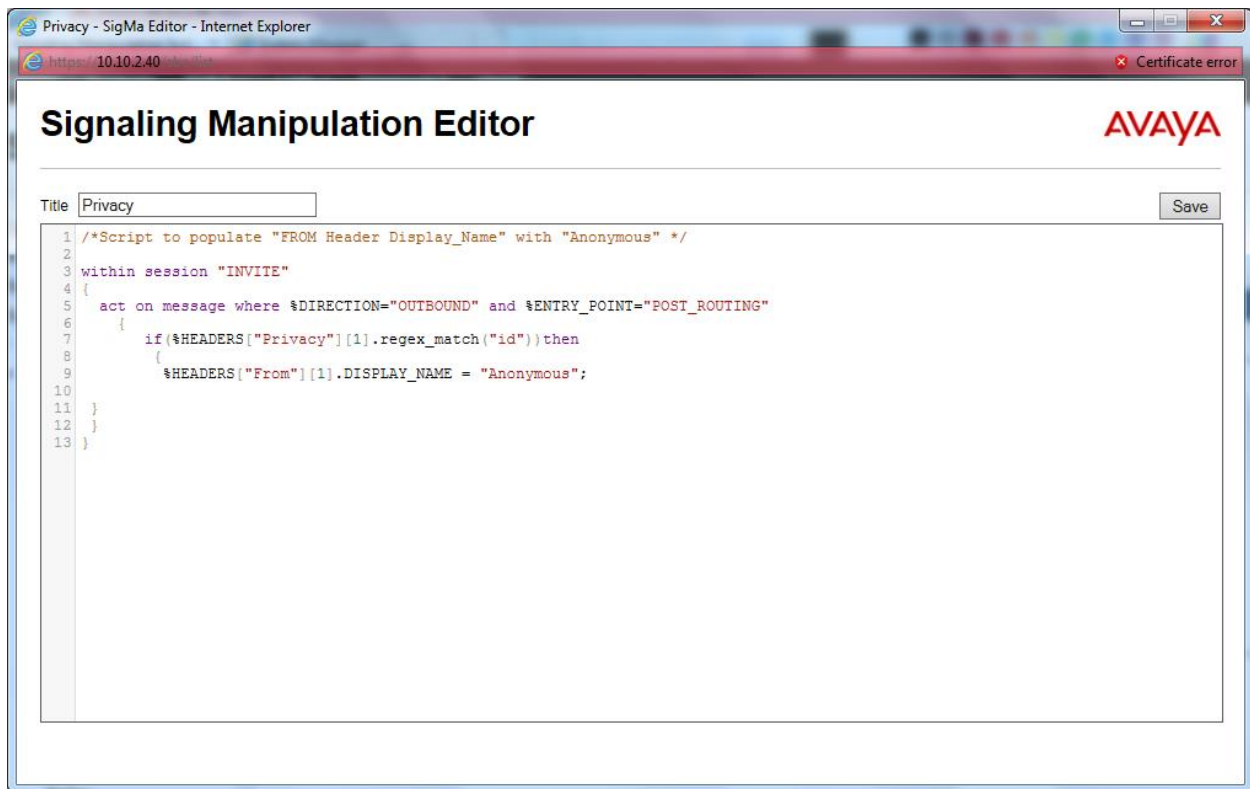 Privacy - SigMa Editor - Internet Explorer
https://10.10.2.40
Certificate error
Signaling Manipulation Editor
AVAYA
Title Privacy
Save
1 /*Script to populate "FROM Header Display_Name" with "Anonymous" */
2
3 within session "INVITE"
4 {
5 act on message where %DIRECTION="OUTBOUND" and %ENTRY_POINT="POST_ROUTING"
6 {
7 if(%HEADERS["Privacy"][1].regex_match("id"))then
8 {
9 %HEADERS["From"][1].DISPLAY_NAME = "Anonymous";
10
11 }
12 }
13 }